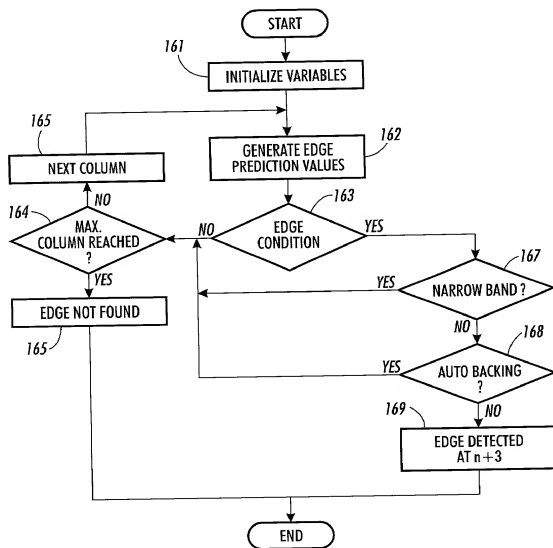 START
161
INITIALIZE VARIABLES
165
162
NEXT COLUMN
GENERATE EDGE
PREDICTION VALUES
164
NO
163
MAX.
COLUMN REACHED
?
NO
EDGE
CONDITION
YES
167
YES
YES
NARROW BAND ?
EDGE NOT FOUND
NO
168
165
YES
AUTO BACKING
?
169
NO
EDGE DETECTED
AT n+3
END